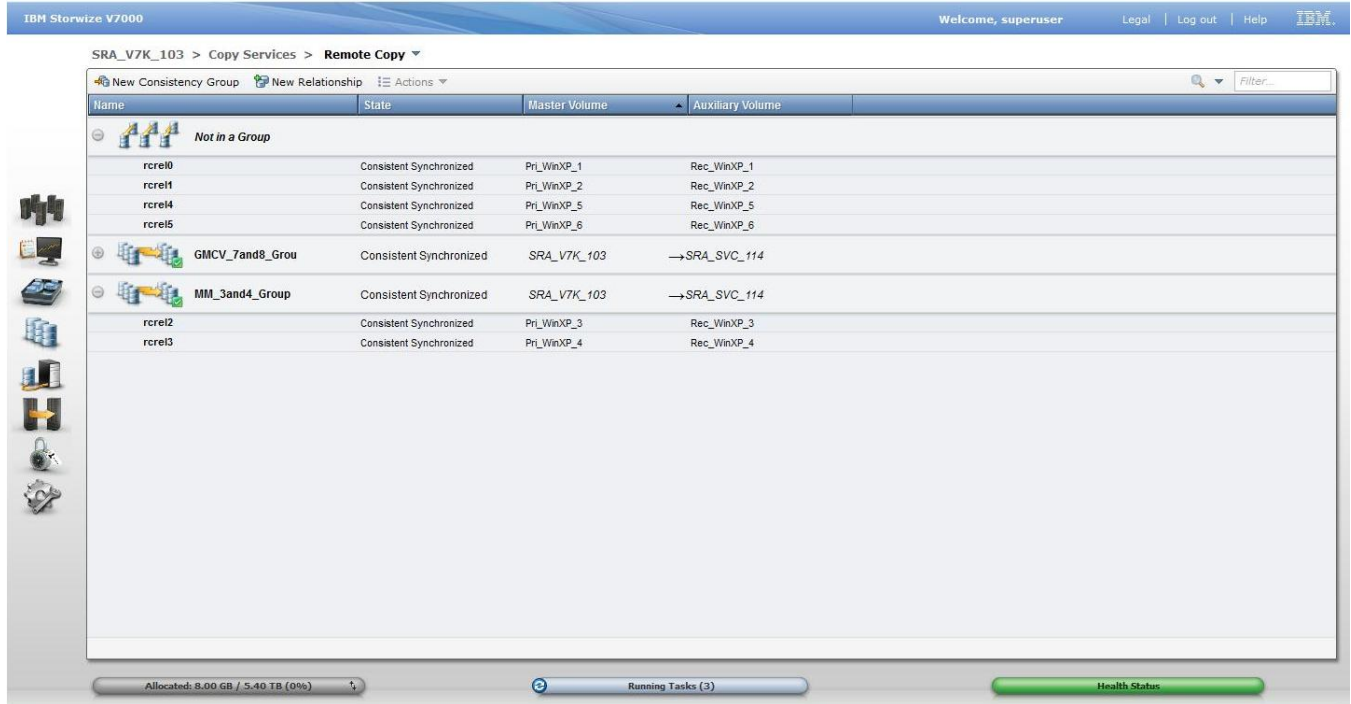 IBM Storwize V7000 Welcome, superuser Legal | Log out | Help IBM.
SRA_V7K_103 > Copy Services > Remote Copy
New Consistency Group New Relationship Actions Filter...
Name State Master Volume Auxiliary Volume
Not in a Group
rcrel0 Consistent Synchronized Pri_WinXP_1 Rec_WinXP_1
rcrel1 Consistent Synchronized Pri_WinXP_2 Rec_WinXP_2
rcrel4 Consistent Synchronized Pri_WinXP_5 Rec_WinXP_5
rcrel5 Consistent Synchronized Pri_WinXP_6 Rec_WinXP_6
GMCV_7and8_Grou Consistent Synchronized SRA_V7K_103 →SRA_SVC_114
MM_3and4_Group Consistent Synchronized SRA_V7K_103 →SRA_SVC_114
rcrel2 Consistent Synchronized Pri_WinXP_3 Rec_WinXP_3
rcrel3 Consistent Synchronized Pri_WinXP_4 Rec_WinXP_4
Allocated: 8.00 GB / 5.40 TB (0%) Running Tasks (3) Health Status